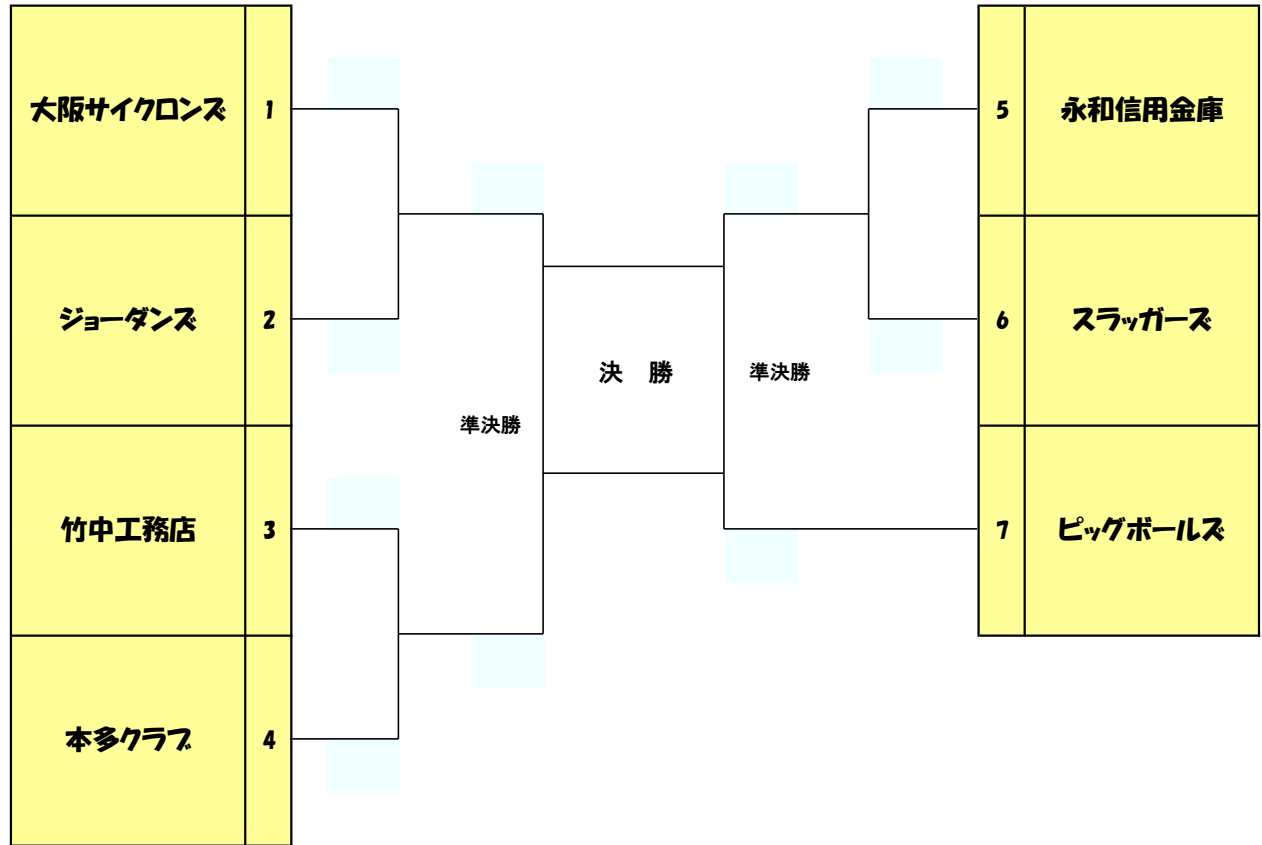 大阪サイクロンズ 1
ジョーダンズ 2
竹中工務店 3
本多クラブ 4
準決勝
決 勝
準決勝
5 永和信用金庫
6 スラッガーズ
7 ピッグボールズ